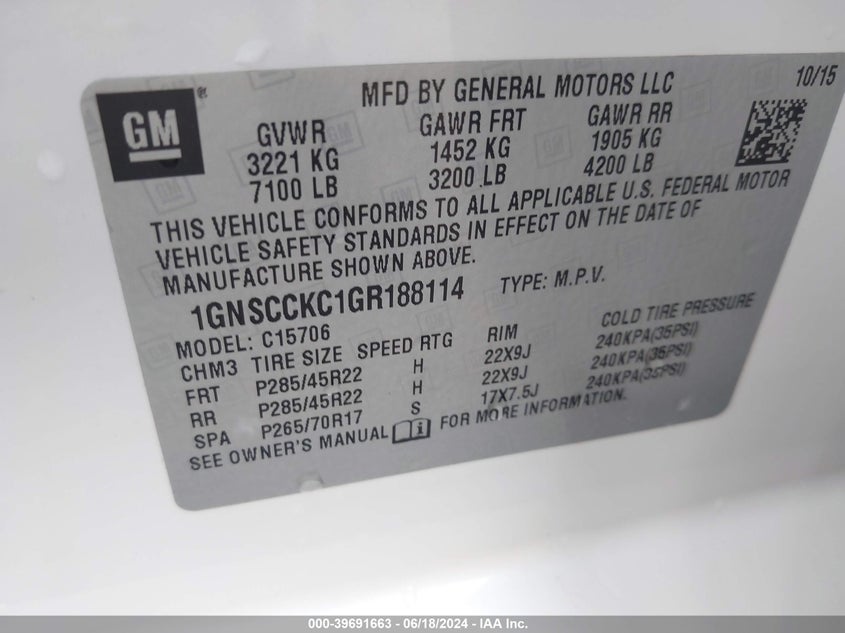 GM
MFD BY GENERAL MOTORS LLC 10/15
GVWR GAWR FRT GAWR RR
3221 KG 1452 KG 1905 KG
7100 LB 3200 LB 4200 LB
THIS VEHICLE CONFORMS TO ALL APPLICABLE U.S. FEDERAL MOTOR
VEHICLE SAFETY STANDARDS IN EFFECT ON THE DATE OF
MANUFACTURE SHOWN ABOVE.
1GNSCCKC1GR188114 TYPE: M.P.V.
MODEL: C15706
CHM3 TIRE SIZE SPEED RTG RIM COLD TIRE PRESSURE
FRT P285/45R22 H 22X9J 240KPA(35PSI)
RR P285/45R22 H 22X9J 240KPA(35PSI)
SPA P265/70R17 S 17X7.5J 240KPA(35PSI)
SEE OWNER'S MANUAL FOR MORE INFORMATION.
000-39691663 - 06/18/2024 - IAA Inc.